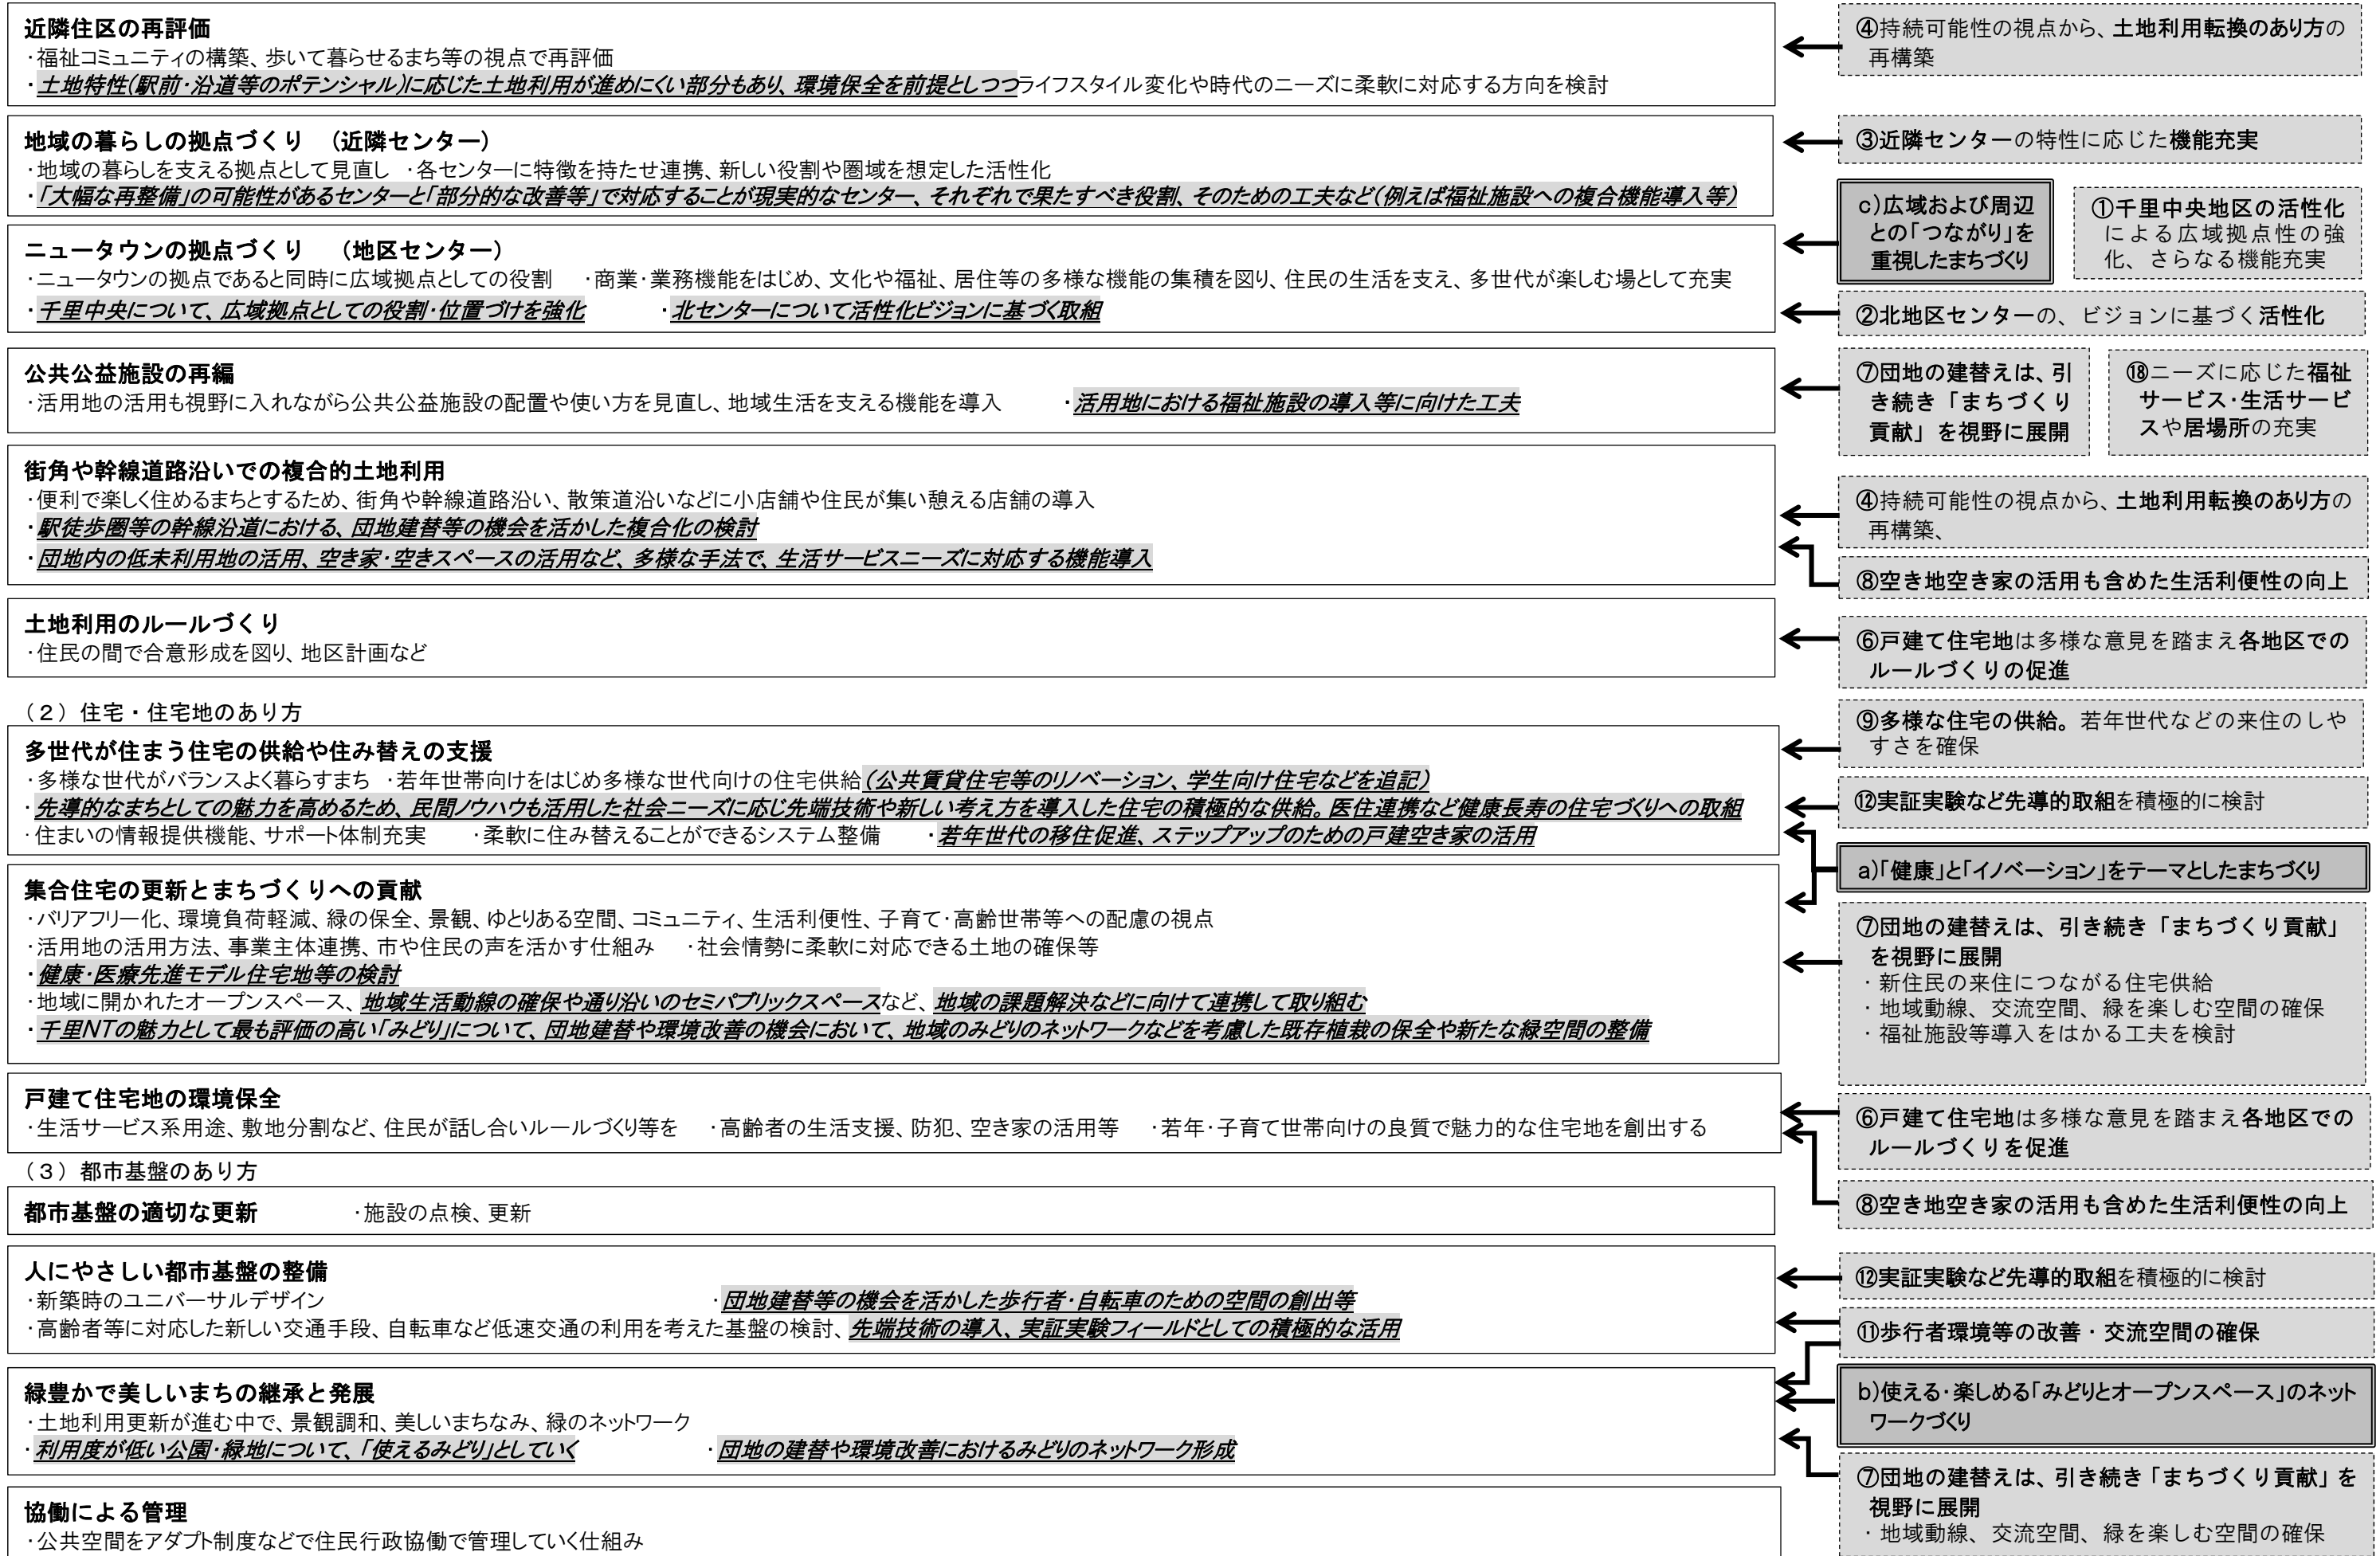 近隣住区の再評価
・福祉コミュニティの構築、歩いて暮らせるまち等の視点で再評価
・土地特性(駅前・沿道等のポテンシャル)に応じた土地利用が進めにくい部分もあり、環境保全を前提としつつライフスタイル変化や時代のニーズに柔軟に対応する方向を検討
④持続可能性の視点から、土地利用転換のあり方の
再構築
地域の暮らしの拠点づくり　（近隣センター）
・地域の暮らしを支える拠点として見直し　・各センターに特徴を持たせ連携、新しい役割や圏域を想定した活性化
・「大幅な再整備」の可能性があるセンターと「部分的な改善等」で対応することが現実的なセンター、それぞれで果たすべき役割、そのための工夫など（例えば福祉施設への複合機能導入等）
③近隣センターの特性に応じた機能充実
ニュータウンの拠点づくり　（地区センター）
・ニュータウンの拠点であると同時に広域拠点としての役割　・商業・業務機能をはじめ、文化や福祉、居住等の多様な機能の集積を図り、住民の生活を支え、多世代が楽しむ場として充実
・千里中央について、広域拠点としての役割・位置づけを強化　・北センターについて活性化ビジョンに基づく取組
c)広域および周辺
との「つながり」を
重視したまちづくり
①千里中央地区の活性化
による広域拠点性の強
化、さらなる機能充実
②北地区センターの、ビジョンに基づく活性化
公共公益施設の再編
・活用地の活用も視野に入れながら公共公益施設の配置や使い方を見直し、地域生活を支える機能を導入　・活用地における福祉施設の導入等に向けた工夫
⑦団地の建替えは、引
き続き「まちづくり
貢献」を視野に展開
⑱ニーズに応じた福祉
サービス・生活サービ
スや居場所の充実
街角や幹線道路沿いでの複合的土地利用
・便利で楽しく住めるまちとするため、街角や幹線道路沿い、散策道沿いなどに小店舗や住民が集い憩える店舗の導入
・駅徒歩圏等の幹線沿道における、団地建替等の機会を活かした複合化の検討
・団地内の低未利用地の活用、空き家・空きスペースの活用など、多様な手法で、生活サービスニーズに対応する機能導入
④持続可能性の視点から、土地利用転換のあり方の
再構築、
⑧空き地空き家の活用も含めた生活利便性の向上
土地利用のルールづくり
・住民の間で合意形成を図り、地区計画など
⑥戸建て住宅地は多様な意見を踏まえ各地区での
ルールづくりの促進
（２）住宅・住宅地のあり方
多世代が住まう住宅の供給や住み替えの支援
・多様な世代がバランスよく暮らすまち　・若年世帯向けをはじめ多様な世代向けの住宅供給（公共賃貸住宅等のリノベーション、学生向け住宅などを追記）
・先導的なまちとしての魅力を高めるため、民間ノウハウも活用した社会ニーズに応じ先端技術や新しい考え方を導入した住宅の積極的な供給。医住連携など健康長寿の住宅づくりへの取組
・住まいの情報提供機能、サポート体制充実　・柔軟に住み替えることができるシステム整備　・若年世代の移住促進、ステップアップのための戸建空き家の活用
⑨多様な住宅の供給。若年世代などの来住のしや
すさを確保
⑫実証実験など先導的取組を積極的に検討
a)「健康」と「イノベーション」をテーマとしたまちづくり
集合住宅の更新とまちづくりへの貢献
・バリアフリー化、環境負荷軽減、緑の保全、景観、ゆとりある空間、コミュニティ、生活利便性、子育て・高齢世帯等への配慮の視点
・活用地の活用方法、事業主体連携、市や住民の声を活かす仕組み　・社会情勢に柔軟に対応できる土地の確保等
・健康・医療先進モデル住宅地等の検討
・地域に開かれたオープンスペース、地域生活動線の確保や通り沿いのセミパブリックスペースなど、地域の課題解決などに向けて連携して取り組む
・千里NTの魅力として最も評価の高い「みどり」について、団地建替や環境改善の機会において、地域のみどりのネットワークなどを考慮した既存植栽の保全や新たな緑空間の整備
⑦団地の建替えは、引き続き「まちづくり貢献」
を視野に展開
・新住民の来住につながる住宅供給
・地域動線、交流空間、緑を楽しむ空間の確保
・福祉施設等導入をはかる工夫を検討
戸建て住宅地の環境保全
・生活サービス系用途、敷地分割など、住民が話し合いルールづくり等を　・高齢者の生活支援、防犯、空き家の活用等　・若年・子育て世帯向けの良質で魅力的な住宅地を創出する
⑥戸建て住宅地は多様な意見を踏まえ各地区での
ルールづくりを促進
⑧空き地空き家の活用も含めた生活利便性の向上
（３）都市基盤のあり方
都市基盤の適切な更新　・施設の点検、更新
人にやさしい都市基盤の整備
・新築時のユニバーサルデザイン　・団地建替等の機会を活かした歩行者・自転車のための空間の創出等
・高齢者等に対応した新しい交通手段、自転車など低速交通の利用を考えた基盤の検討、先端技術の導入、実証実験フィールドとしての積極的な活用
⑫実証実験など先導的取組を積極的に検討
⑪歩行者環境等の改善・交流空間の確保
緑豊かで美しいまちの継承と発展
・土地利用更新が進む中で、景観調和、美しいまちなみ、緑のネットワーク
・利用度が低い公園・緑地について、「使えるみどり」としていく　・団地の建替や環境改善におけるみどりのネットワーク形成
b)使える・楽しめる「みどりとオープンスペース」のネット
ワークづくり
⑦団地の建替えは、引き続き「まちづくり貢献」を
視野に展開
・地域動線、交流空間、緑を楽しむ空間の確保
協働による管理
・公共空間をアダプト制度などで住民行政協働で管理していく仕組み